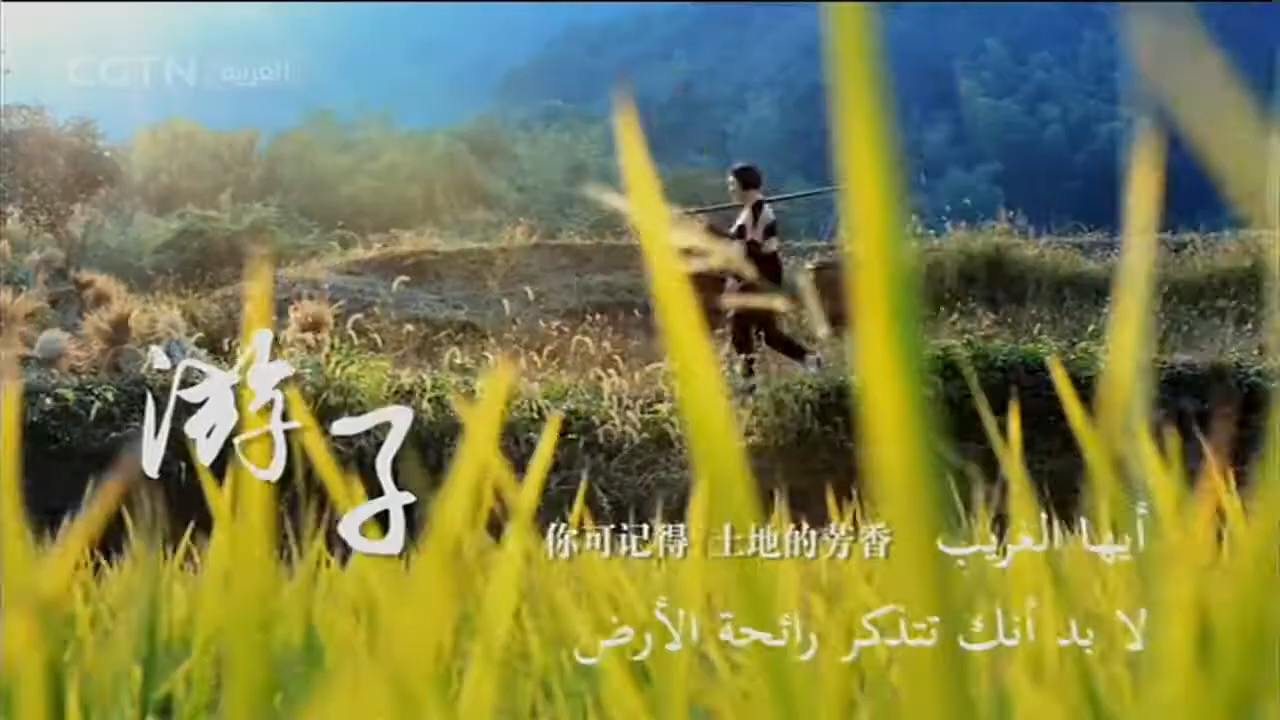 CGTN العربية
游子
你可记得 土地的芳香
أيها الغريب
لا بد أنك تتذكر رائحة الأرض